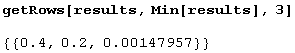 getRows[results, Min[results], 3]
{{0.4, 0.2, 0.00147957}}